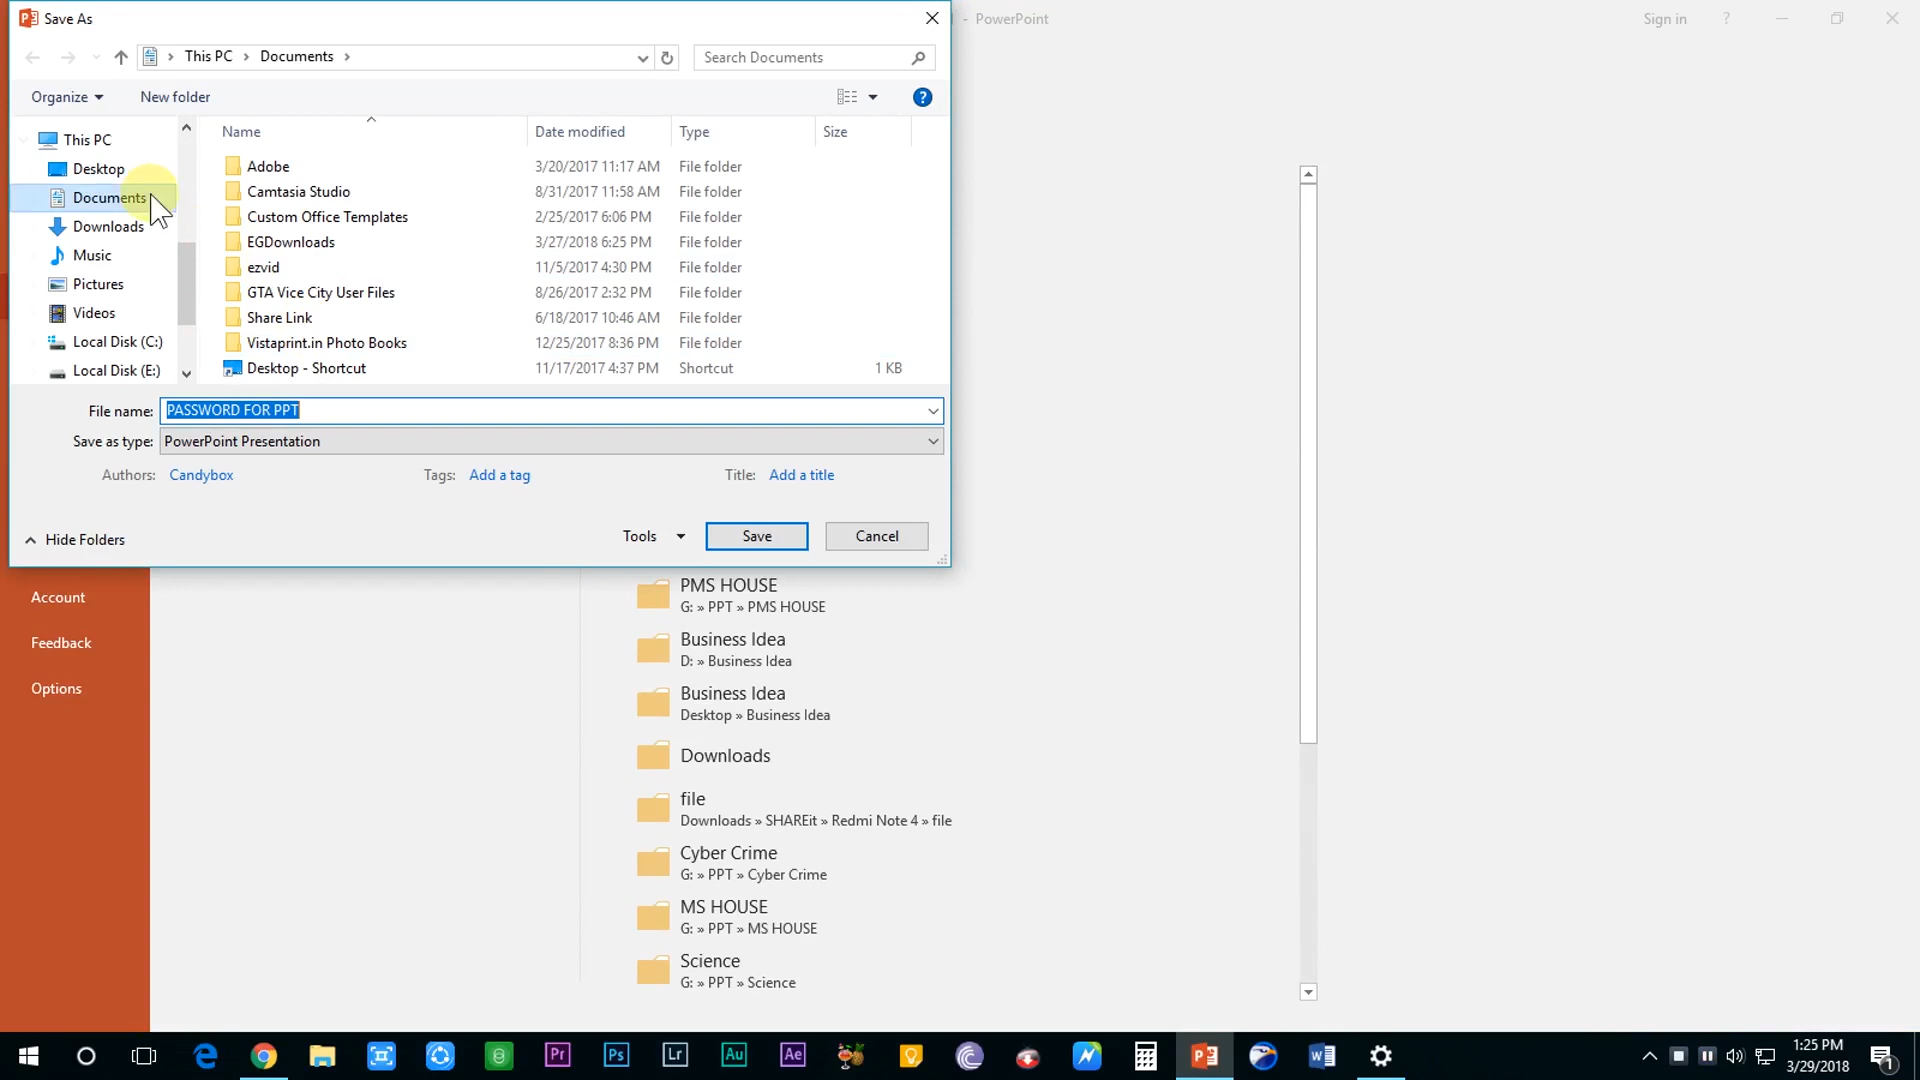 Save As
- PowerPoint
Sign in
?
This PC > Documents >
Search Documents
Organize
New folder
?
Name
Date modified
Type
Size
This PC
Desktop
Documents
Downloads
Music
Pictures
Videos
Local Disk (C:)
Local Disk (E:)
Adobe 3/20/2017 11:17 AM File folder
Camtasia Studio 8/31/2017 11:58 AM File folder
Custom Office Templates 2/25/2017 6:06 PM File folder
EGDownloads 3/27/2018 6:25 PM File folder
ezvid 11/5/2017 4:30 PM File folder
GTA Vice City User Files 8/26/2017 2:32 PM File folder
Share Link 6/18/2017 10:46 AM File folder
Vistaprint.in Photo Books 12/25/2017 8:36 PM File folder
Desktop - Shortcut 11/17/2017 4:37 PM Shortcut 1 KB
File name: PASSWORD FOR PPT
Save as type: PowerPoint Presentation
Authors: Candybox
Tags: Add a tag
Title: Add a title
Hide Folders
Tools
Save
Cancel
Account
Feedback
Options
PMS HOUSE
G: » PPT » PMS HOUSE
Business Idea
D: » Business Idea
Business Idea
Desktop » Business Idea
Downloads
file
Downloads » SHAREit » Redmi Note 4 » file
Cyber Crime
G: » PPT » Cyber Crime
MS HOUSE
G: » PPT » MS HOUSE
Science
G: » PPT » Science
Pr
Ps
Lr
Au
Ae
1:25 PM
3/29/2018
1